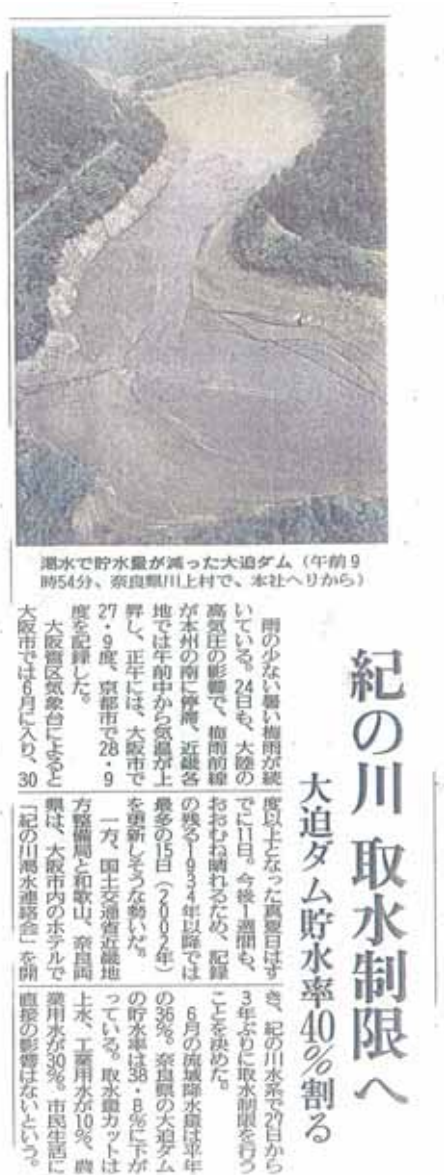 紀の川 取水制限へ
大迫ダム貯水率40%割る
渇水で貯水量が減った大迫ダム（午前9
時54分、奈良県川上村で、本社ヘリから）
雨の少ない暑い梅雨が続
いている。24日も、大陸の
高気圧の影響で、梅雨前線
が本州の南に停滞、近畿各
地では午前中から気温が上
昇し、正午には、大阪市で
27・9度、京都市で28・9
度を記録した。
大阪管区気象台によると
大阪市では6月に入り、30
度以上となった真夏日はす
でに11日。今後1週間も、
おおむね晴れるため、記録
の残る1934年以降では
最多の15日（2002年）
を更新しそうな勢いだ。
一方、国土交通省近畿地
方整備局と和歌山、奈良両
県は、大阪市内のホテルで
「紀の川渇水連絡会」を開
き、紀の川水系で27日から
3年ぶりに取水制限を行う
ことを決めた。
6月の流域降水量は平年
の36%。奈良県の大迫ダム
の貯水率は38・8%に下が
っている。取水量カットは
上水、工業用水が10%、農
業用水が30%。市民生活に
直接の影響はないという。